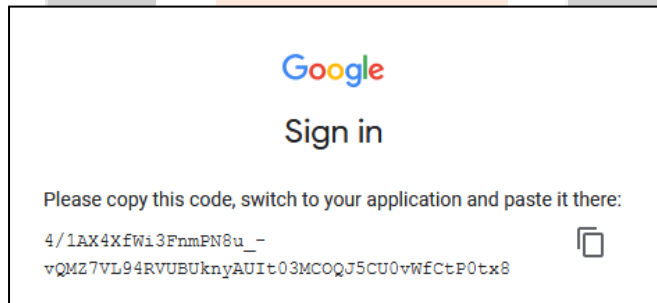 Google
Sign in
Please copy this code, switch to your application and paste it there:
4/1AX4XfWi3FnmPN8u_-
vQMZ7VL94RVUBUknyAUIt03MCOQJ5CU0vWfCtP0tx8